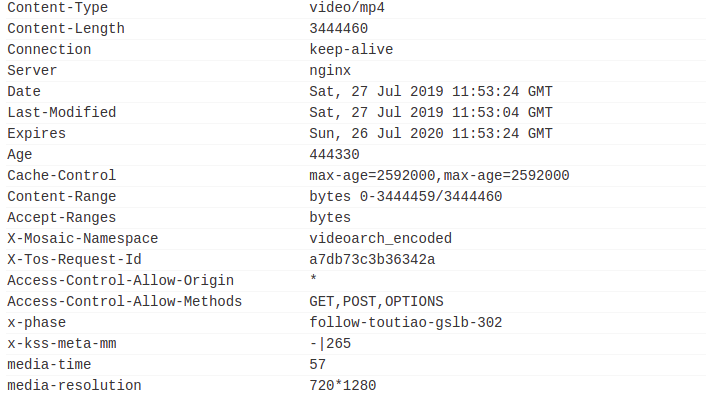 Content-Type video/mp4
Content-Length 3444460
Connection keep-alive
Server nginx
Date Sat, 27 Jul 2019 11:53:24 GMT
Last-Modified Sat, 27 Jul 2019 11:53:04 GMT
Expires Sun, 26 Jul 2020 11:53:24 GMT
Age 444330
Cache-Control max-age=2592000,max-age=2592000
Content-Range bytes 0-3444459/3444460
Accept-Ranges bytes
X-Mosaic-Namespace videoarch_encoded
X-Tos-Request-Id a7db73c3b36342a
Access-Control-Allow-Origin *
Access-Control-Allow-Methods GET,POST,OPTIONS
x-phase follow-toutiao-gslb-302
x-kss-meta-mm -|265
media-time 57
media-resolution 720*1280